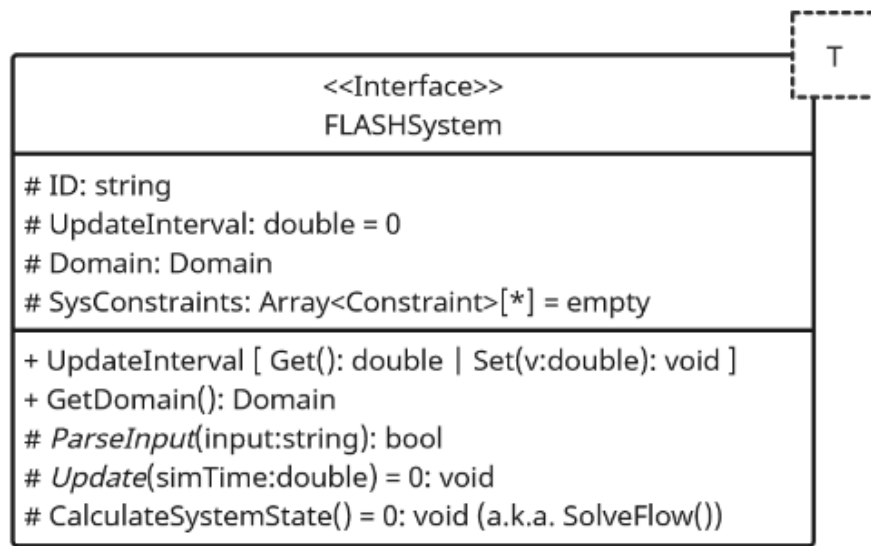 T
<<Interface>>
FLASHSystem
# ID: string
# UpdateInterval: double = 0
# Domain: Domain
# SysConstraints: Array<Constraint>[*] = empty
+ UpdateInterval [ Get(): double | Set(v:double): void ]
+ GetDomain(): Domain
# ParseInput(input:string): bool
# Update(simTime:double) = 0: void
# CalculateSystemState() = 0: void (a.k.a. SolveFlow())